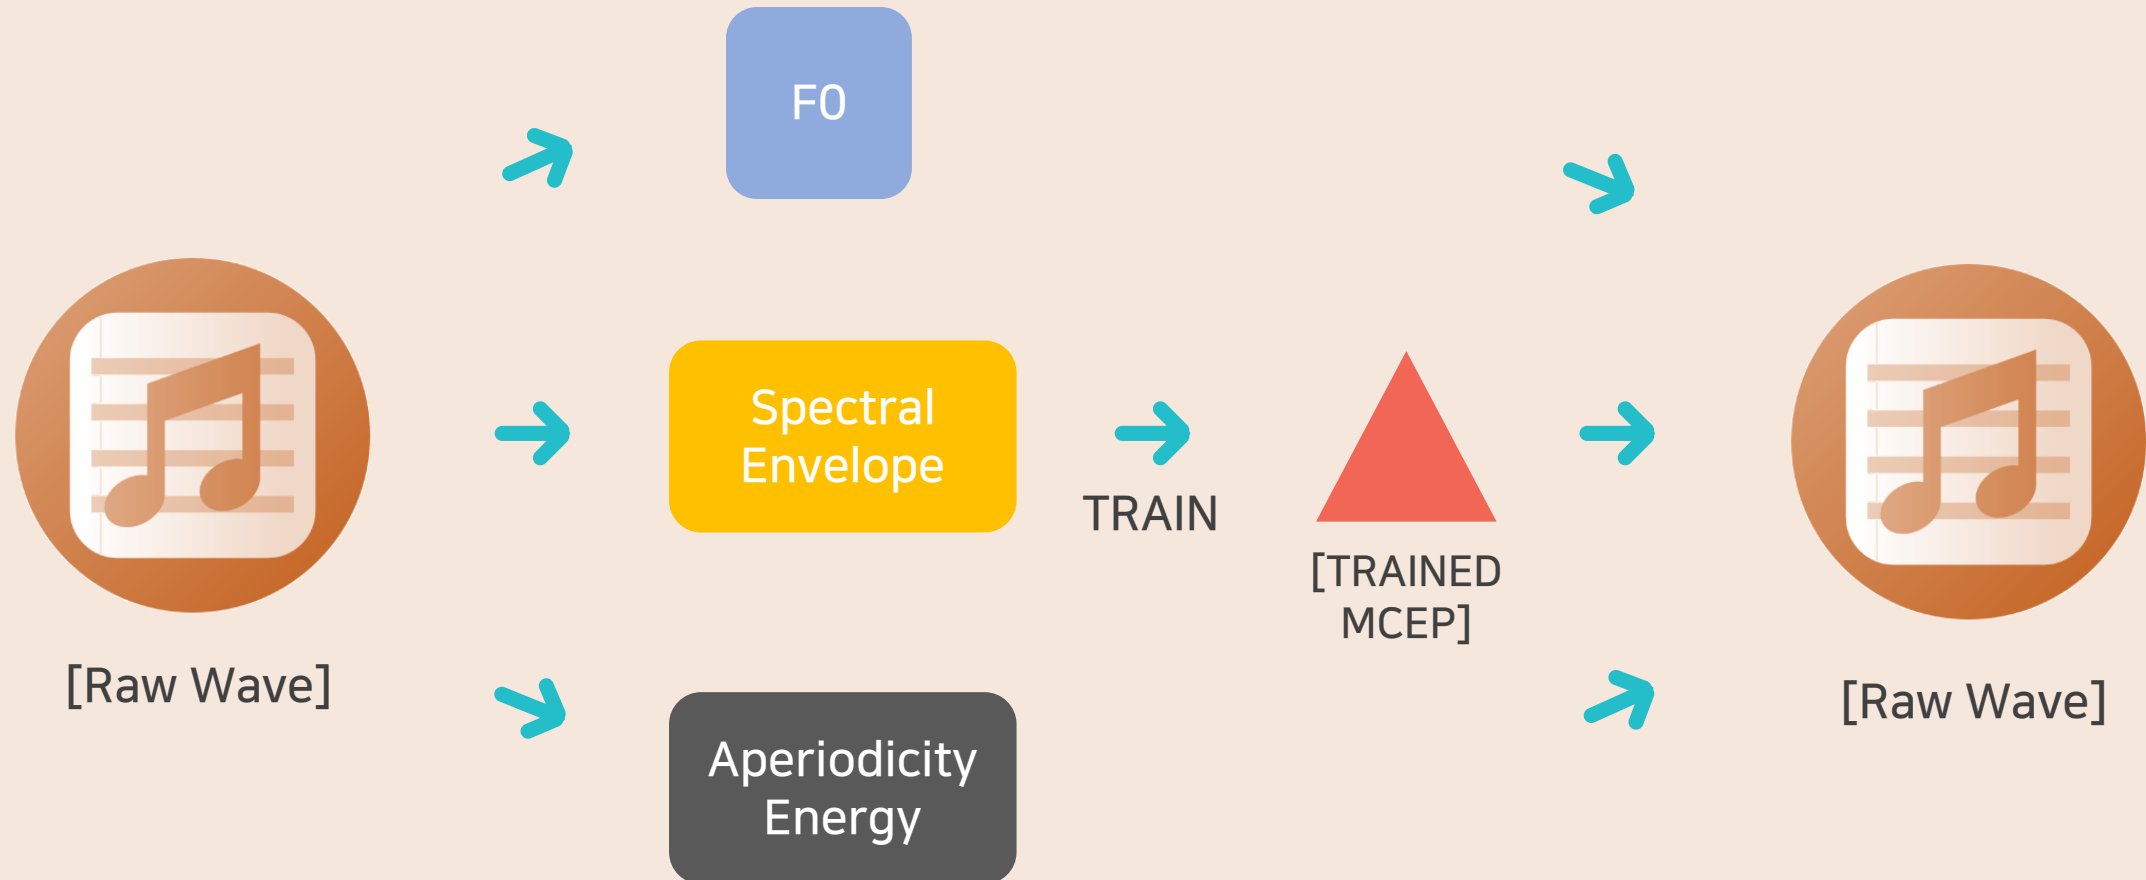 F0
Spectral
Envelope
TRAIN
[TRAINED
MCEP]
[Raw Wave]
[Raw Wave]
Aperiodicity
Energy